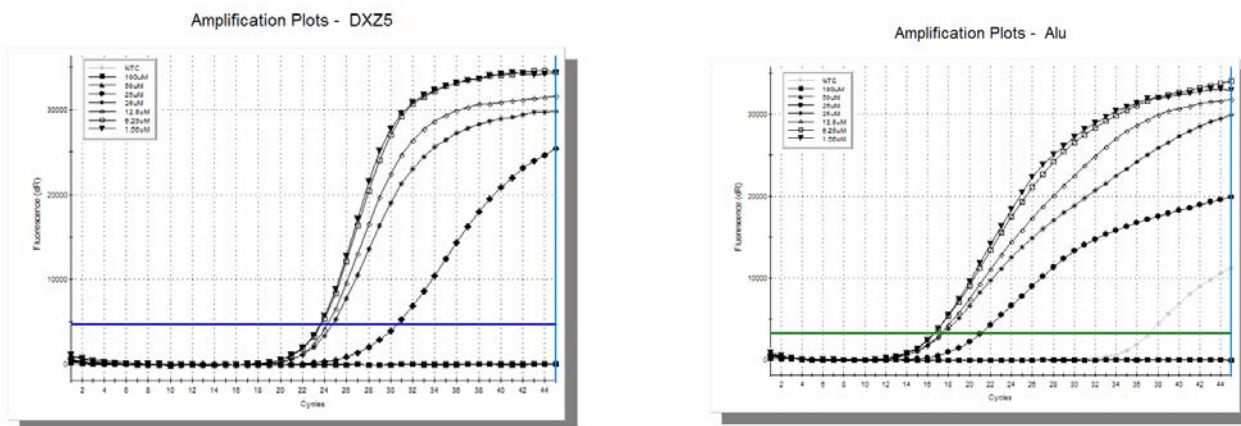 Amplification Plots - DXZ5
NTC
100uM
50uM
25uM
25uM
12.5uM
6.25uM
1.56uM
Fluorescence (dR)
30000
20000
10000
0
2 4 6 8 10 12 14 16 18 20 22 24 26 28 30 32 34 36 38 40 42 44
Cycles
Amplification Plots - Alu
NTC
100uM
50uM
25uM
25uM
12.5uM
6.25uM
1.56uM
Fluorescence (dR)
30000
20000
10000
0
2 4 6 8 10 12 14 16 18 20 22 24 26 28 30 32 34 36 38 40 42 44
Cycles